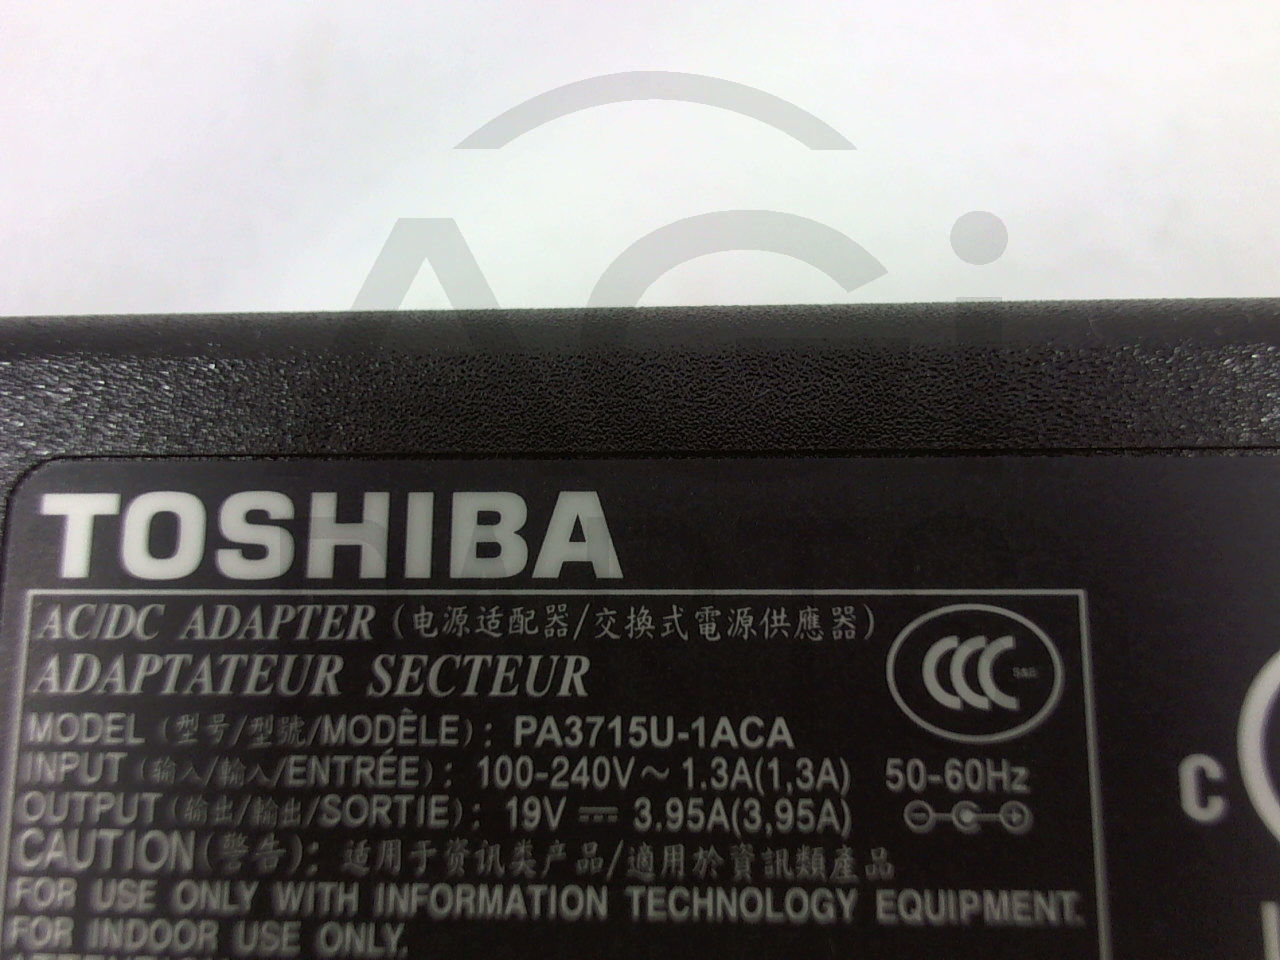 ACi
TOSHIBA
AC/DC ADAPTER (电源适配器/交換式電源供應器)
ADAPTATEUR SECTEUR
MODEL (型号/型號/MODÈLE): PA3715U-1ACA
INPUT (输入/輸入/ENTRÉE): 100-240V~ 1.3A(1,3A) 50-60Hz
OUTPUT (输出/輸出/SORTIE): 19V 3.95A(3,95A)
CAUTION (警告): 适用于资讯类产品/適用於資訊類產品
FOR USE ONLY WITH INFORMATION TECHNOLOGY EQUIPMENT.
FOR INDOOR USE ONLY.
CCC
S&E
C